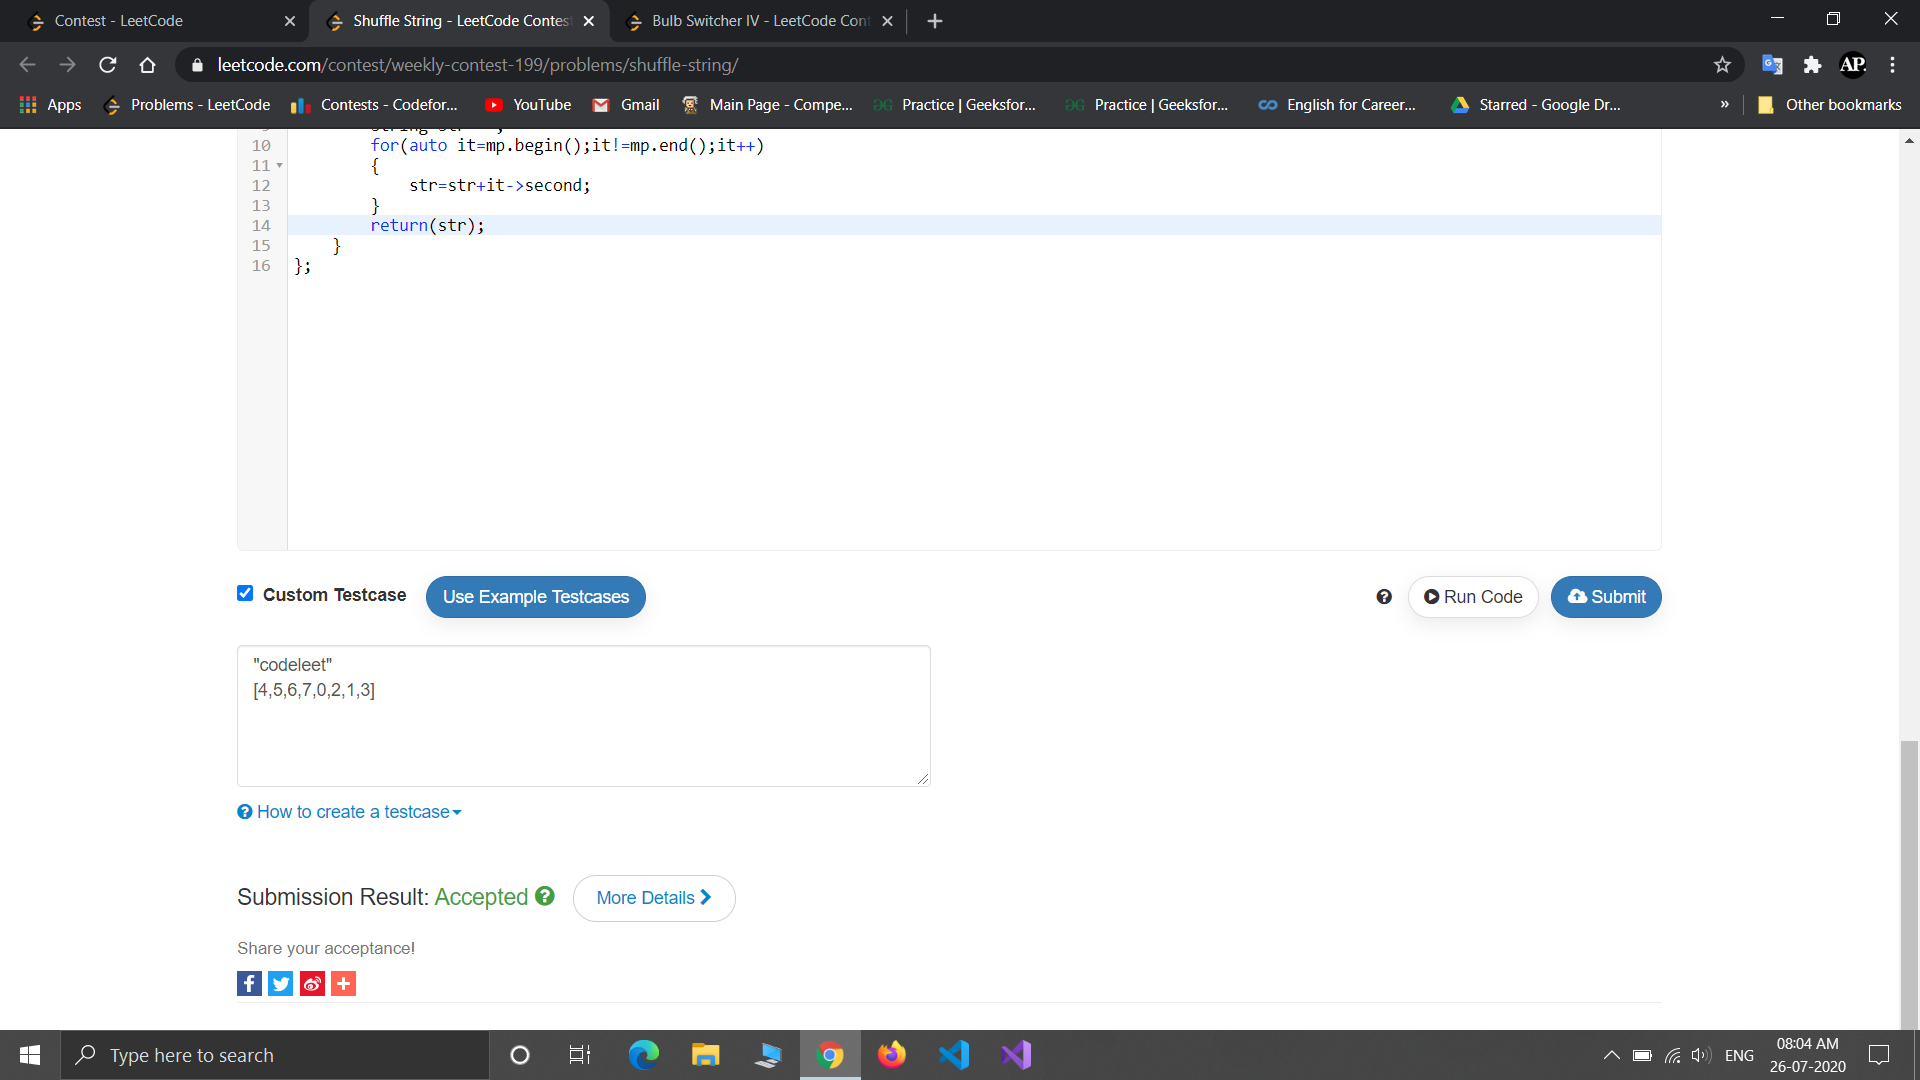 Contest - LeetCode
Shuffle String - LeetCode Contes
Bulb Switcher IV - LeetCode Con
leetcode.com/contest/weekly-contest-199/problems/shuffle-string/
AP.
Apps
Problems - LeetCode
Contests - Codefor...
YouTube
Gmail
Main Page - Compe...
Practice | Geeksfor...
Practice | Geeksfor...
English for Career...
Starred - Google Dr...
»
Other bookmarks
10 for(auto it=mp.begin();it!=mp.end();it++)
11 {
12 str=str+it->second;
13 }
14 return(str);
15 }
16 };
Custom Testcase
Use Example Testcases
Run Code
Submit
"codeleet"
[4,5,6,7,0,2,1,3]
How to create a testcase
Submission Result: Accepted
More Details
Share your acceptance!
Type here to search
ENG
08:04 AM
26-07-2020